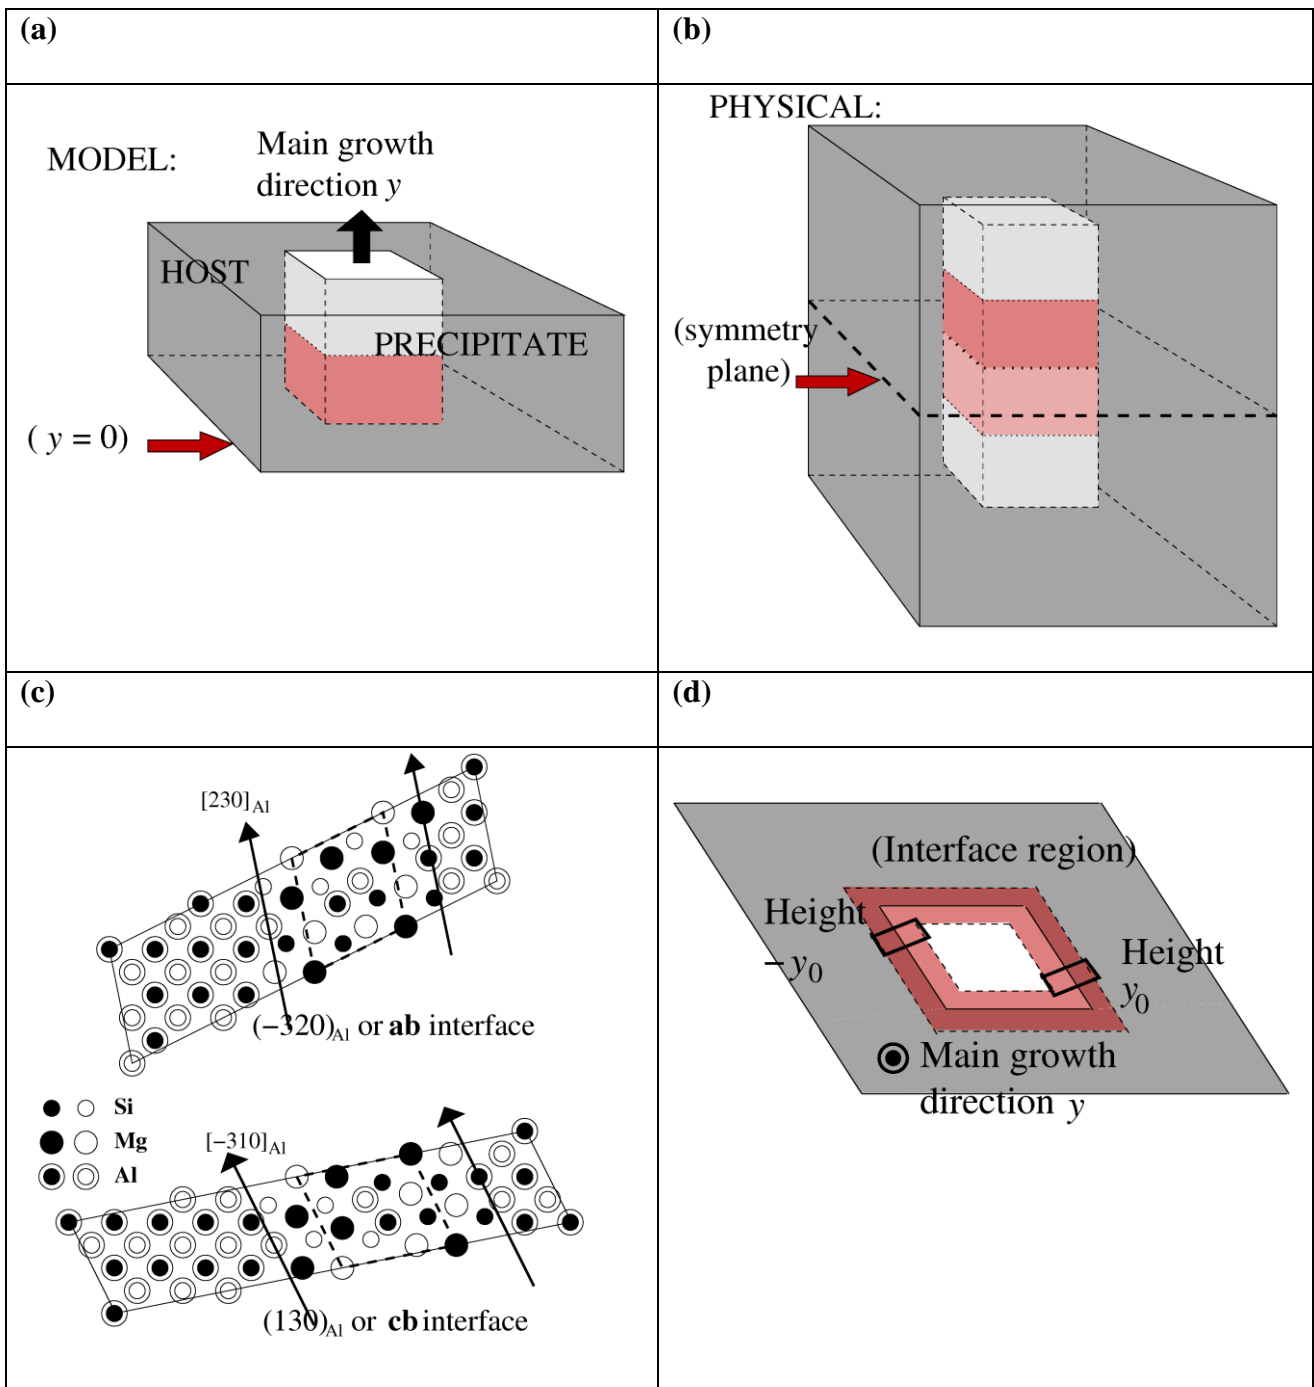 (a)
(b)
MODEL:
Main growth
direction y
HOST
PRECIPITATE
( y = 0)
PHYSICAL:
(symmetry
plane)
(c)
(d)
[230]Al
(−320)Al or ab interface
Si
Mg
Al
[−310]Al
(130)Al or cb interface
(Interface region)
Height
−y0
Height
y0
Main growth
direction y